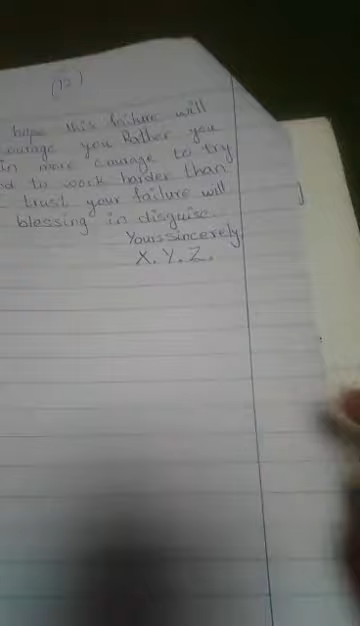 (12)
hope this failure will
courage you Rather you
in more courage to try
to work harder than
trust your failure will
blessing in disguise.
Yours sincerely
X. Y. Z.